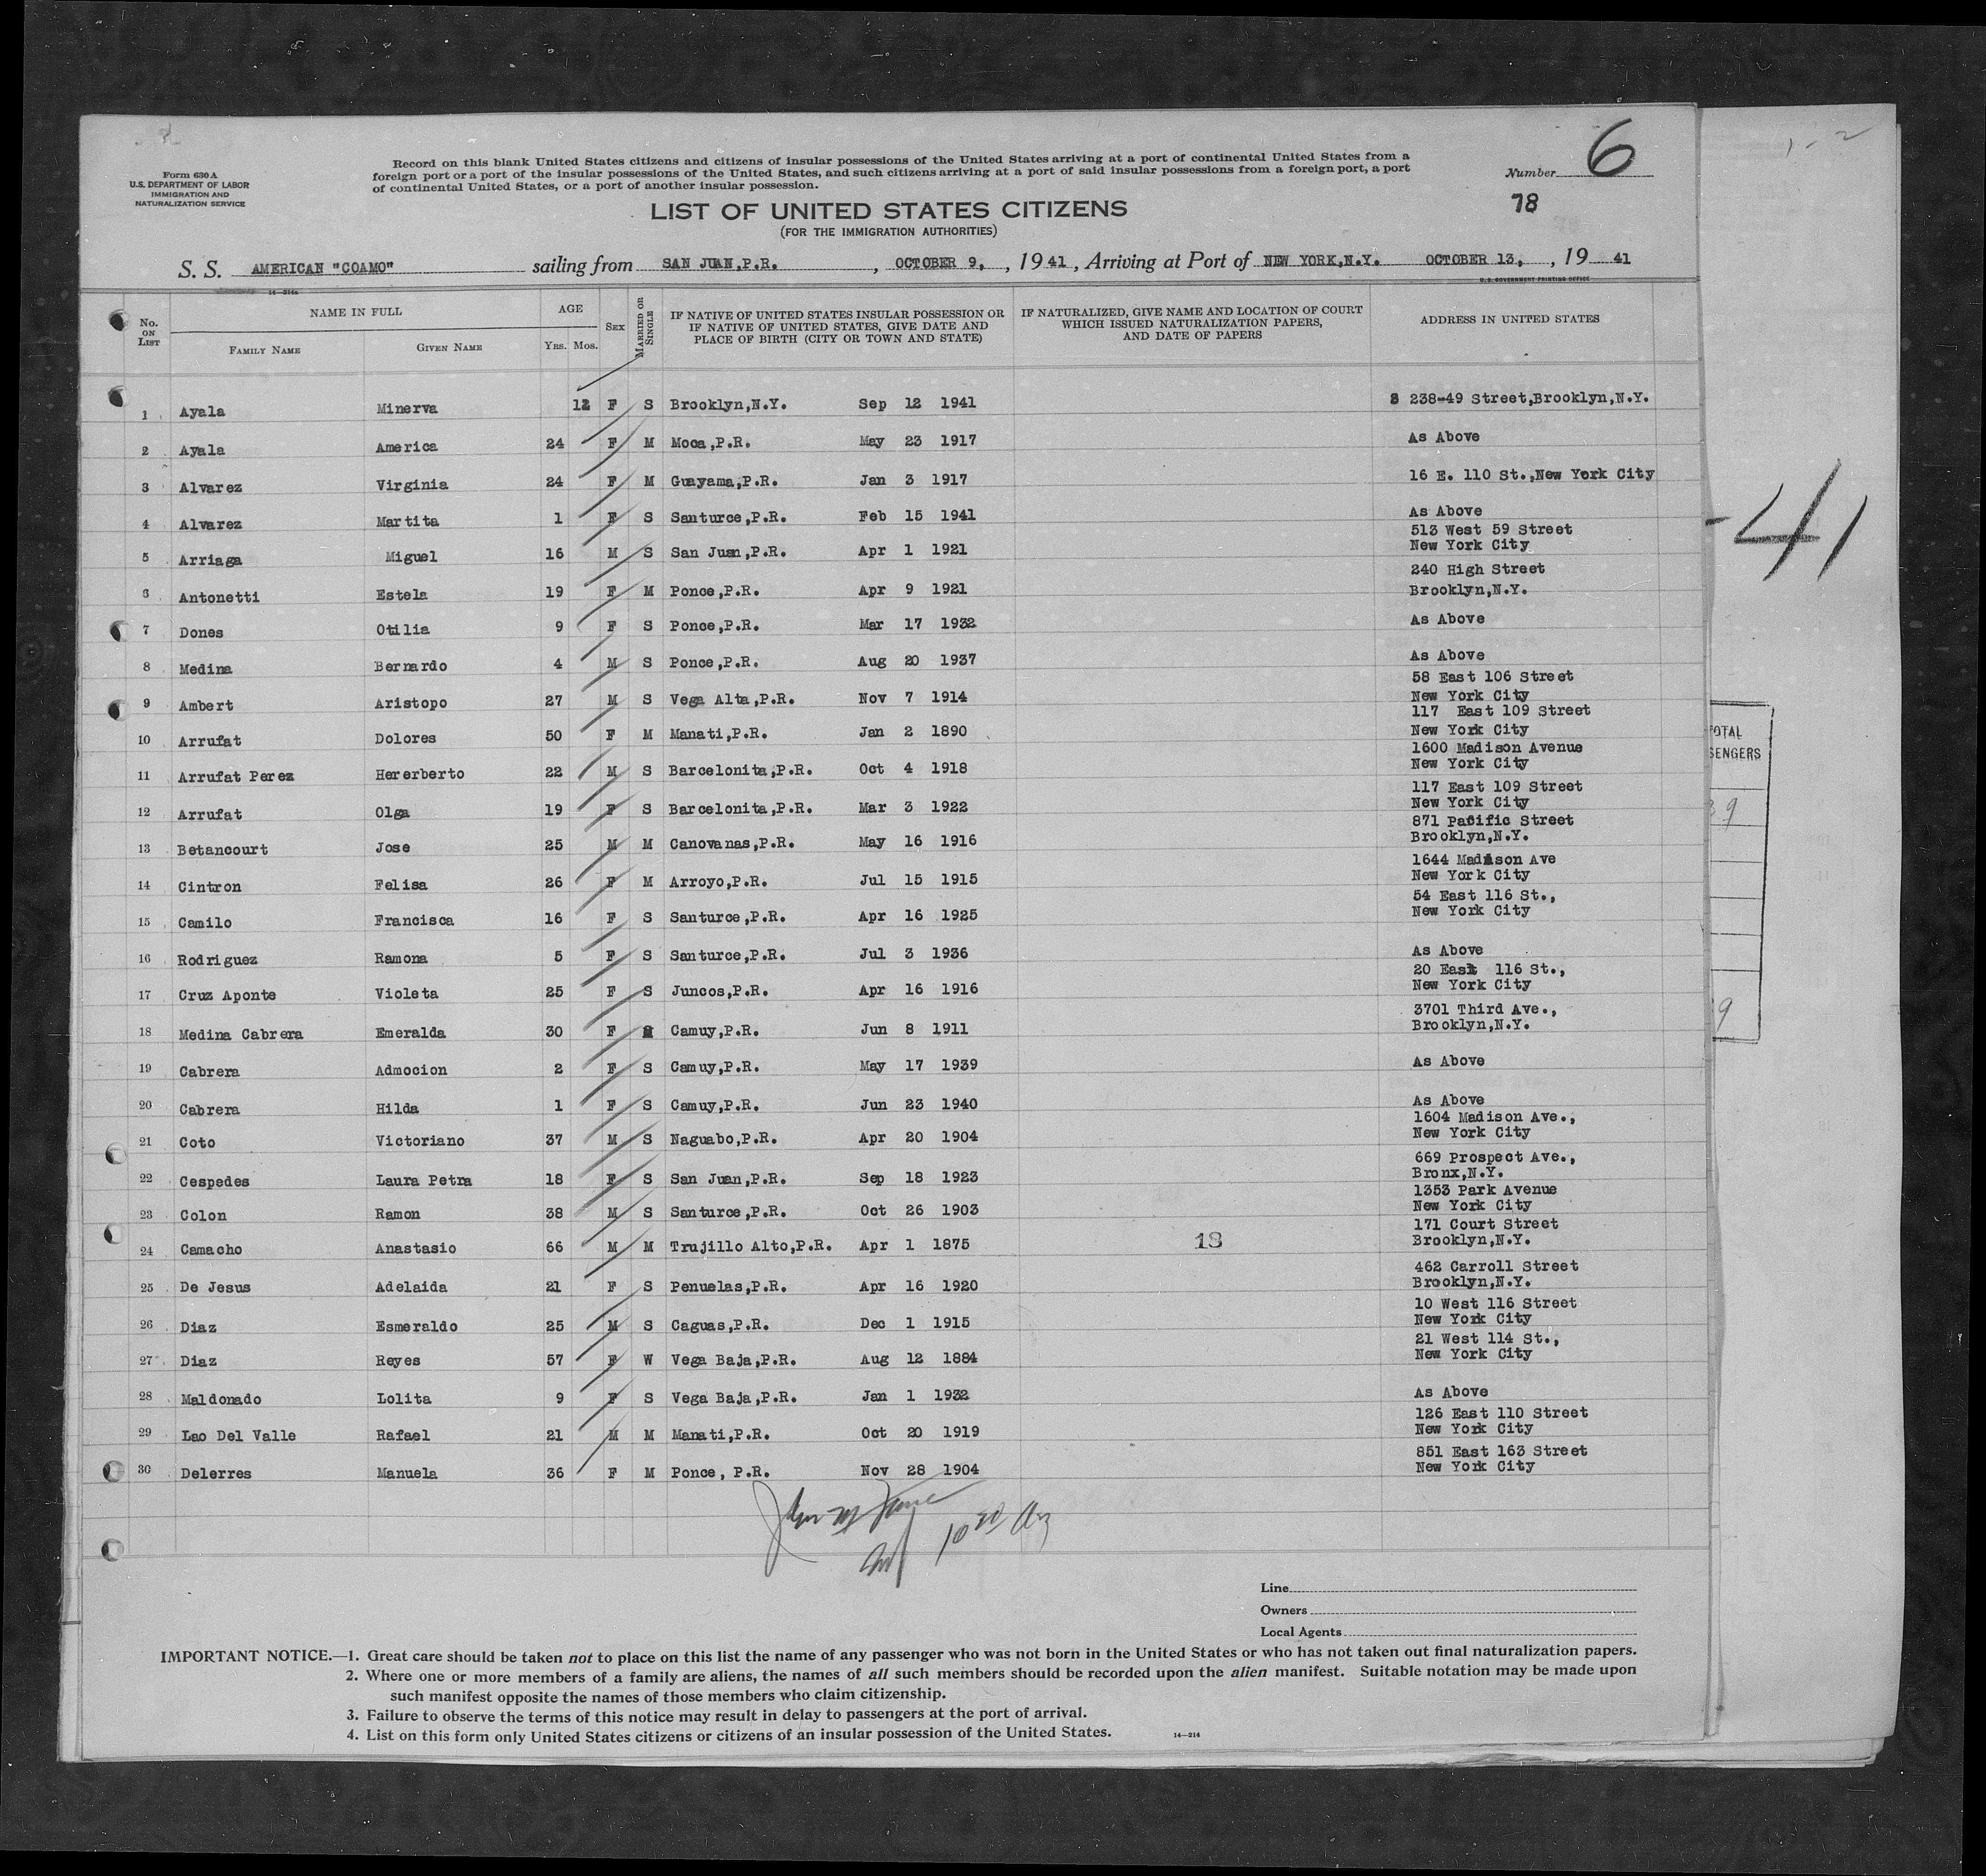 Form 630 A
U.S. DEPARTMENT OF LABOR
IMMIGRATION AND
NATURALIZATION SERVICE
Record on this blank United States citizens and citizens of insular possessions of the United States arriving at a port of continental United States from a
foreign port or a port of the insular possessions of the United States, and such citizens arriving at a port of said insular possessions from a foreign port, a port
of continental United States, or a port of another insular possession.
Number 6
78
LIST OF UNITED STATES CITIZENS
(FOR THE IMMIGRATION AUTHORITIES)
S. S. AMERICAN "COAMO" sailing from SAN JUAN,P.R. , OCTOBER 9, , 1941, Arriving at Port of NEW YORK,N.Y. OCTOBER 13, , 19 41
U.S. GOVERNMENT PRINTING OFFICE
14—214a
No. ON LIST
NAME IN FULL
FAMILY NAME
GIVEN NAME
AGE
YRS. MOS.
SEX
MARRIED OR SINGLE
IF NATIVE OF UNITED STATES INSULAR POSSESSION OR
IF NATIVE OF UNITED STATES, GIVE DATE AND
PLACE OF BIRTH (CITY OR TOWN AND STATE)
IF NATURALIZED, GIVE NAME AND LOCATION OF COURT
WHICH ISSUED NATURALIZATION PAPERS,
AND DATE OF PAPERS
ADDRESS IN UNITED STATES
1 Ayala Minerva 12 F S Brooklyn,N.Y. Sep 12 1941 238-49 Street,Brooklyn,N.Y.
2 Ayala America 24 F M Moca,P.R. May 23 1917 As Above
3 Alvarez Virginia 24 F M Guayama,P.R. Jan 3 1917 16 E. 110 St.,New York City
4 Alvarez Martita 1 F S Santurce,P.R. Feb 15 1941 As Above
5 Arriaga Miguel 16 M S San Juan,P.R. Apr 1 1921 513 West 59 Street
New York City
6 Antonetti Estela 19 F M Ponce,P.R. Apr 9 1921 240 High Street
Brooklyn,N.Y.
7 Dones Otilia 9 F S Ponce,P.R. Mar 17 1932 As Above
8 Medina Bernardo 4 M S Ponce,P.R. Aug 20 1937 As Above
9 Ambert Aristopo 27 M S Vega Alta,P.R. Nov 7 1914 58 East 106 Street
New York City
10 Arrufat Dolores 50 F M Manati,P.R. Jan 2 1890 117 East 109 Street
New York City
11 Arrufat Perez Hererberto 22 M S Barcelonita,P.R. Oct 4 1918 1600 Madison Avenue
New York City
12 Arrufat Olga 19 F S Barcelonita,P.R. Mar 3 1922 117 East 109 Street
New York City
13 Betancourt Jose 25 M M Canovanas,P.R. May 16 1916 871 Pacific Street
Brooklyn,N.Y.
14 Cintron Felisa 26 F M Arroyo,P.R. Jul 15 1915 1644 Madison Ave
New York City
15 Camilo Francisca 16 F S Santurce,P.R. Apr 16 1925 54 East 116 St.,
New York City
16 Rodriguez Ramona 5 F S Santurce,P.R. Jul 3 1936 As Above
17 Cruz Aponte Violeta 25 F S Juncos,P.R. Apr 16 1916 20 East 116 St.,
New York City
18 Medina Cabrera Emeralda 30 F Camuy,P.R. Jun 8 1911 3701 Third Ave.,
Brooklyn,N.Y.
19 Cabrera Admocion 2 F S Camuy,P.R. May 17 1939 As Above
20 Cabrera Hilda 1 F S Camuy,P.R. Jun 23 1940 As Above
21 Coto Victoriano 37 M S Naguabo,P.R. Apr 20 1904 1604 Madison Ave.,
New York City
22 Cespedes Laura Petra 18 F S San Juan,P.R. Sep 18 1923 669 Prospect Ave.,
Bronx,N.Y.
23 Colon Ramon 38 M S Santurce,P.R. Oct 26 1903 1353 Park Avenue
New York City
24 Camacho Anastasio 66 M M Trujillo Alto,P.R. Apr 1 1875 18 171 Court Street
Brooklyn,N.Y.
25 De Jesus Adelaida 21 F S Penuelas,P.R. Apr 16 1920 462 Carroll Street
Brooklyn,N.Y.
26 Diaz Esmeraldo 25 M S Caguas,P.R. Dec 1 1915 10 West 116 Street
New York City
27 Diaz Reyes 57 F W Vega Baja,P.R. Aug 12 1884 21 West 114 St.,
New York City
28 Maldonado Lolita 9 F S Vega Baja,P.R. Jan 1 1932 As Above
29 Lao Del Valle Rafael 21 M M Manati,P.R. Oct 20 1919 126 East 110 Street
New York City
30 Delerres Manuela 36 F M Ponce, P.R. Nov 28 1904 851 East 163 Street
New York City
Line
Owners
Local Agents
IMPORTANT NOTICE.—1. Great care should be taken not to place on this list the name of any passenger who was not born in the United States or who has not taken out final naturalization papers.
2. Where one or more members of a family are aliens, the names of all such members should be recorded upon the alien manifest. Suitable notation may be made upon
such manifest opposite the names of those members who claim citizenship.
3. Failure to observe the terms of this notice may result in delay to passengers at the port of arrival.
4. List on this form only United States citizens or citizens of an insular possession of the United States.
14—214
-41